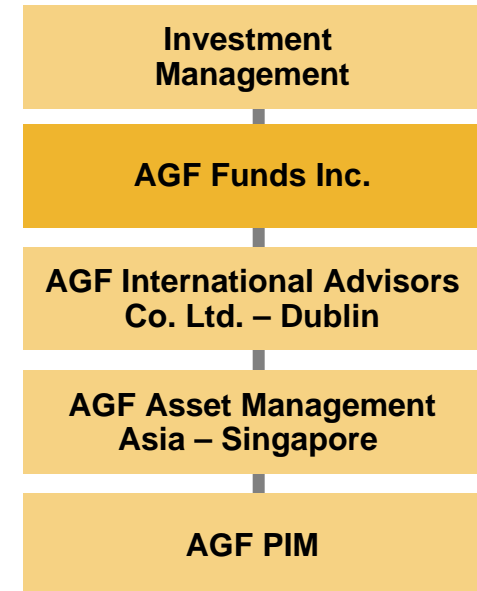 Investment
Management
AGF Funds Inc.
AGF International Advisors
Co. Ltd. – Dublin
AGF Asset Management
Asia – Singapore
AGF PIM